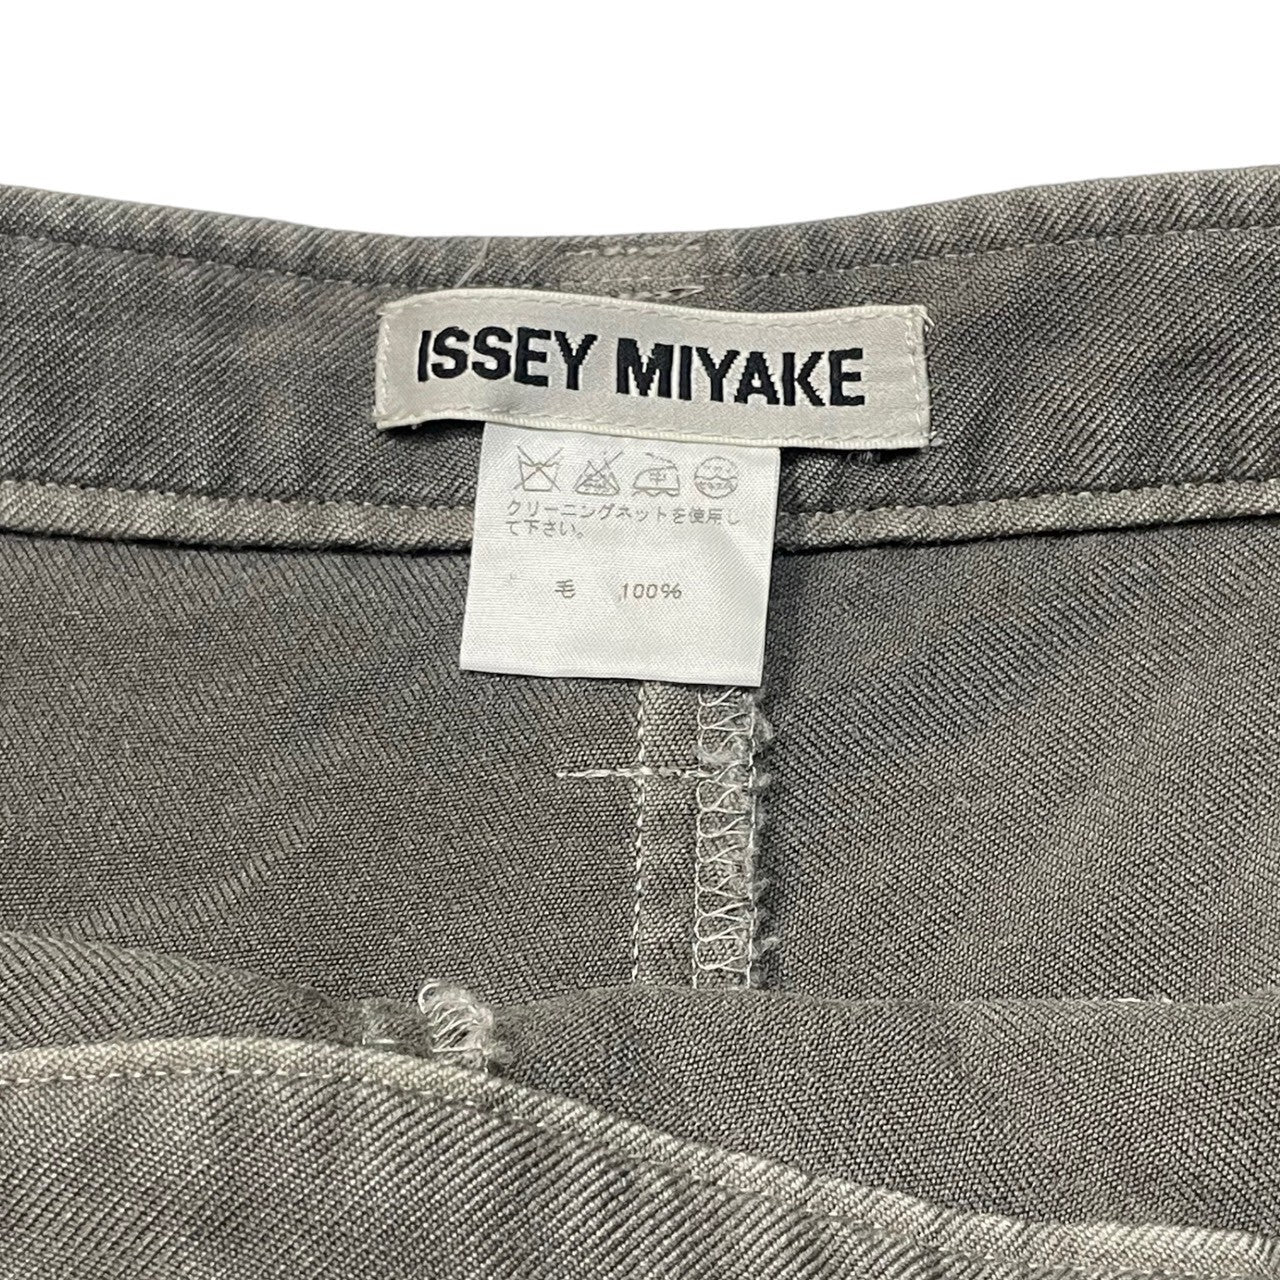 ISSEY MIYAKE
クリーニングネットを使用し
て下さい。
毛 100%